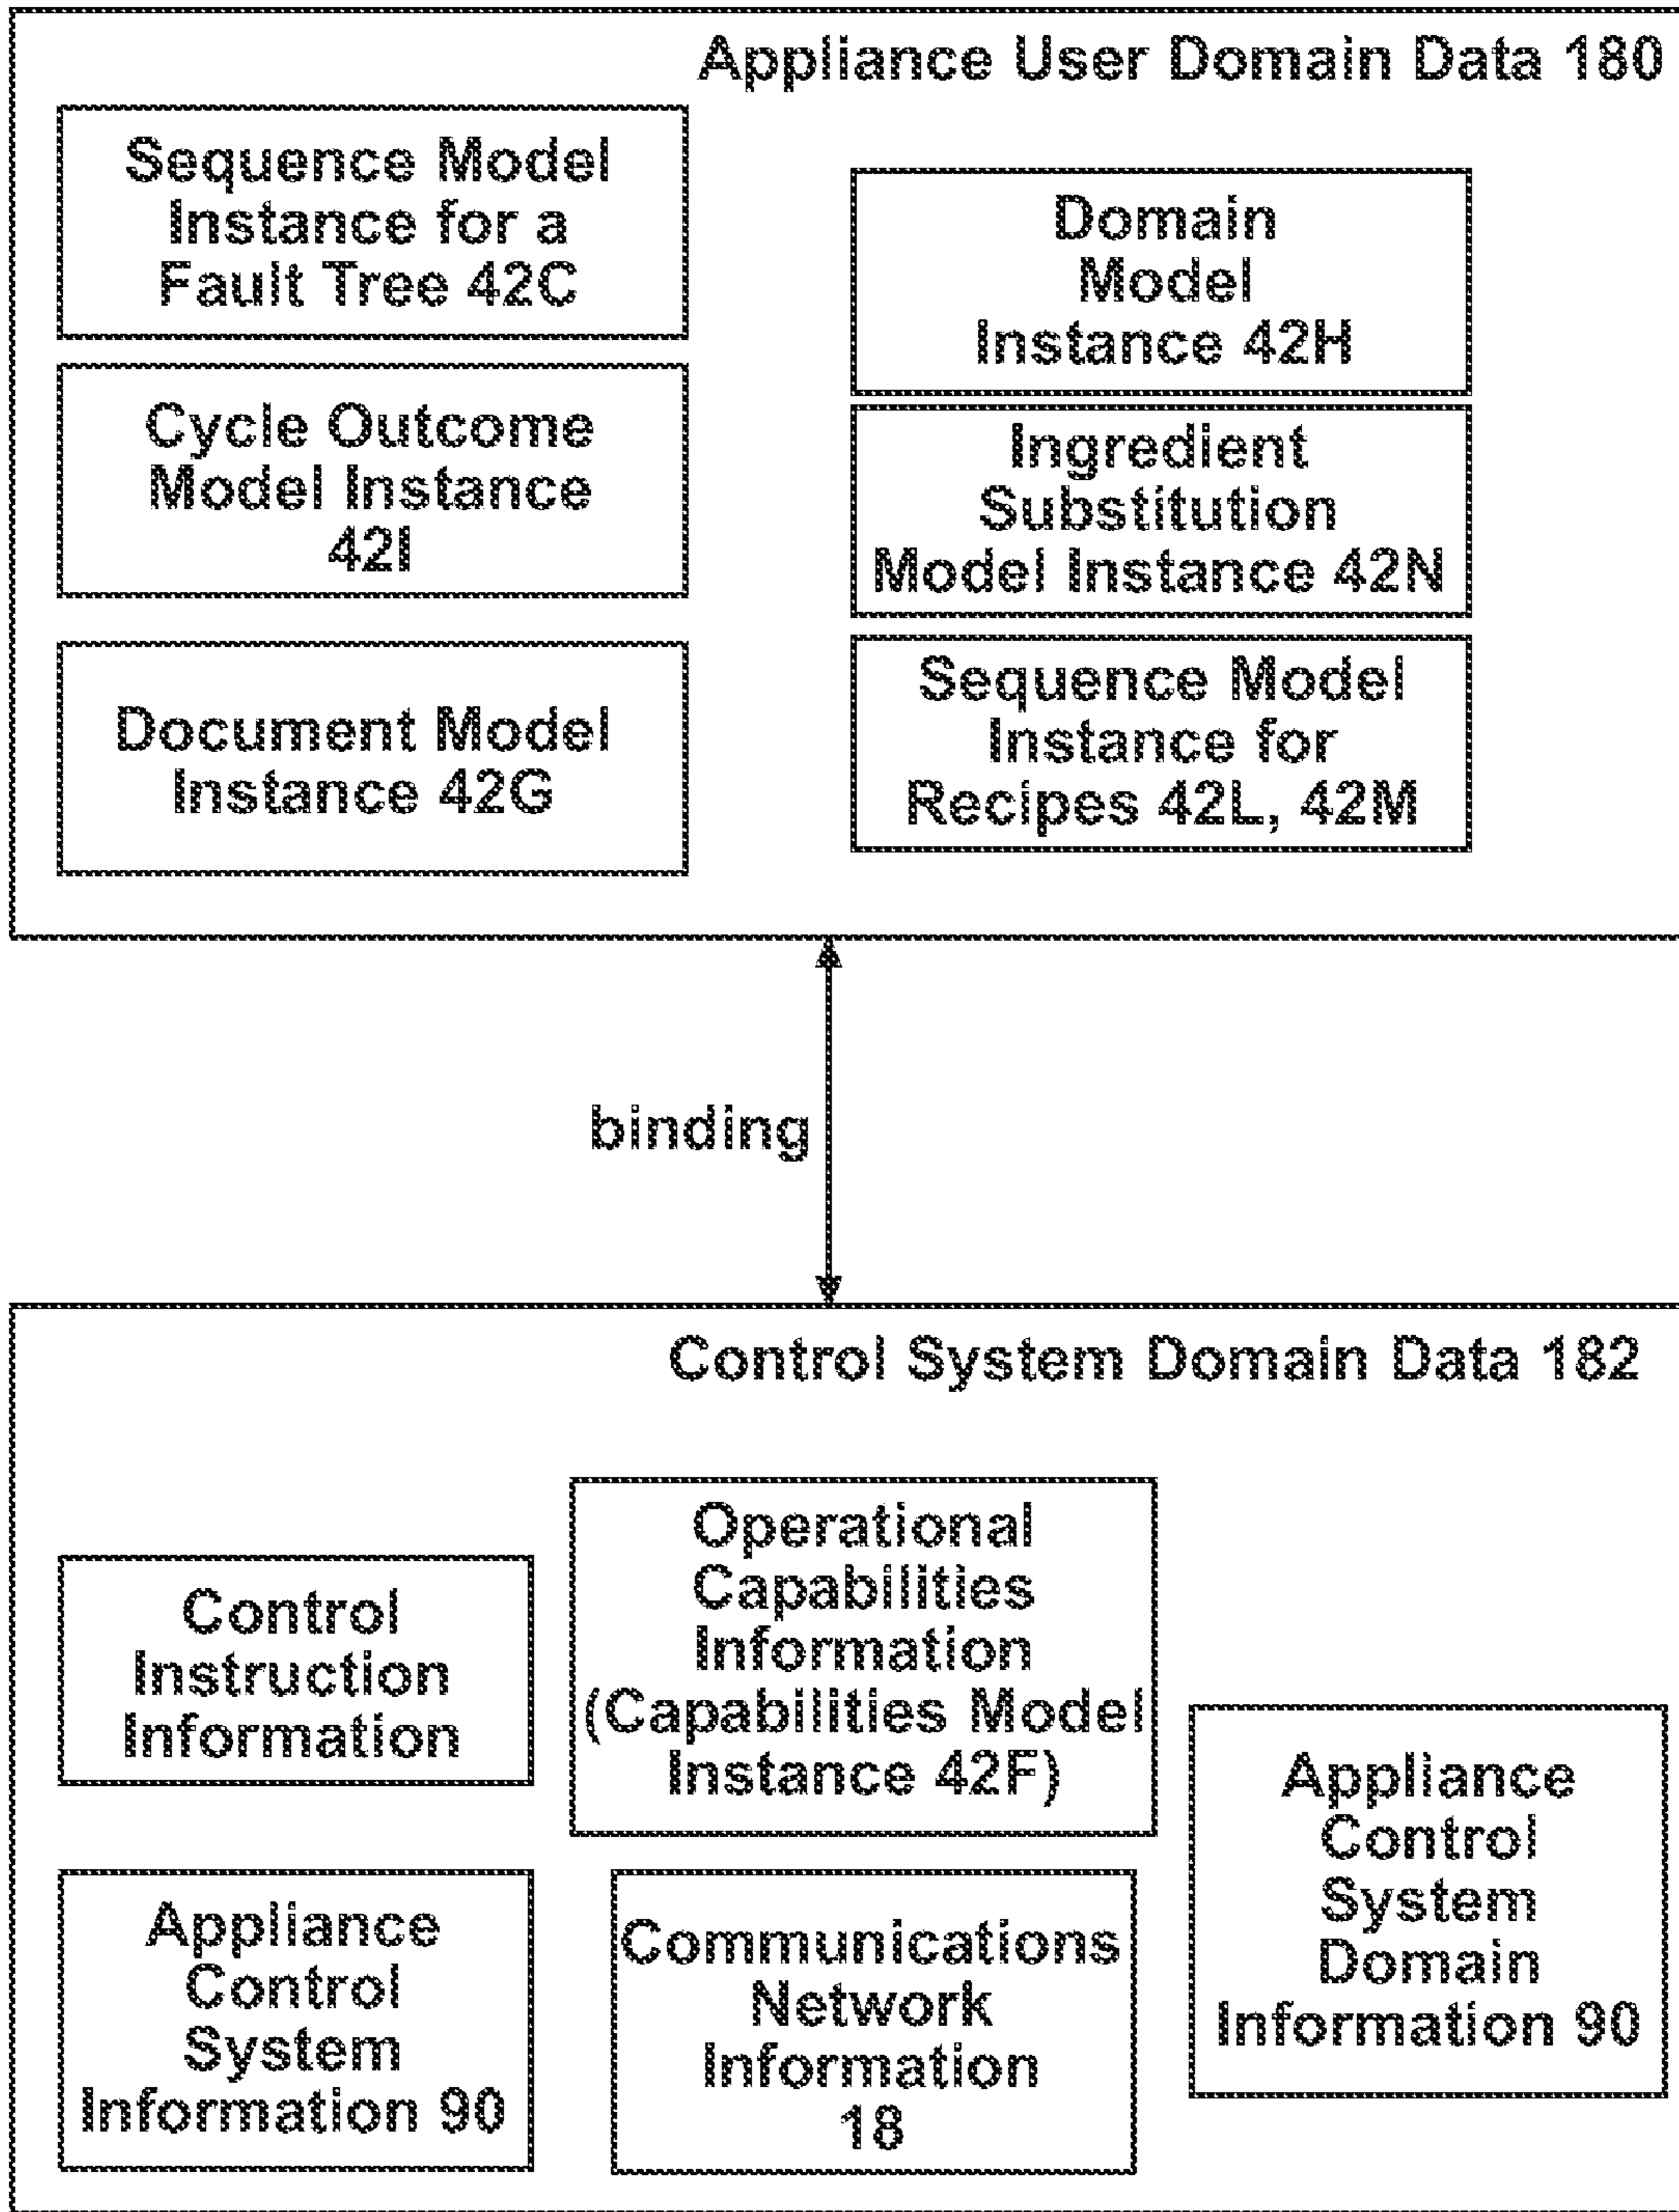 Appliance User Domain Data 180
Sequence Model
Instance for a
Fault Tree 42C
Cycle Outcome
Model Instance
42I
Document Model
Instance 42G
Domain
Model
Instance 42H
Ingredient
Substitution
Model Instance 42N
Sequence Model
Instance for
Recipes 42L, 42M
binding
Control System Domain Data 182
Control
Instruction
Information
Operational
Capabilities
Information
(Capabilities Model
Instance 42F)
Appliance
Control
System
Domain
Information 90
Appliance
Control
System
Information 90
Communications
Network
Information
18